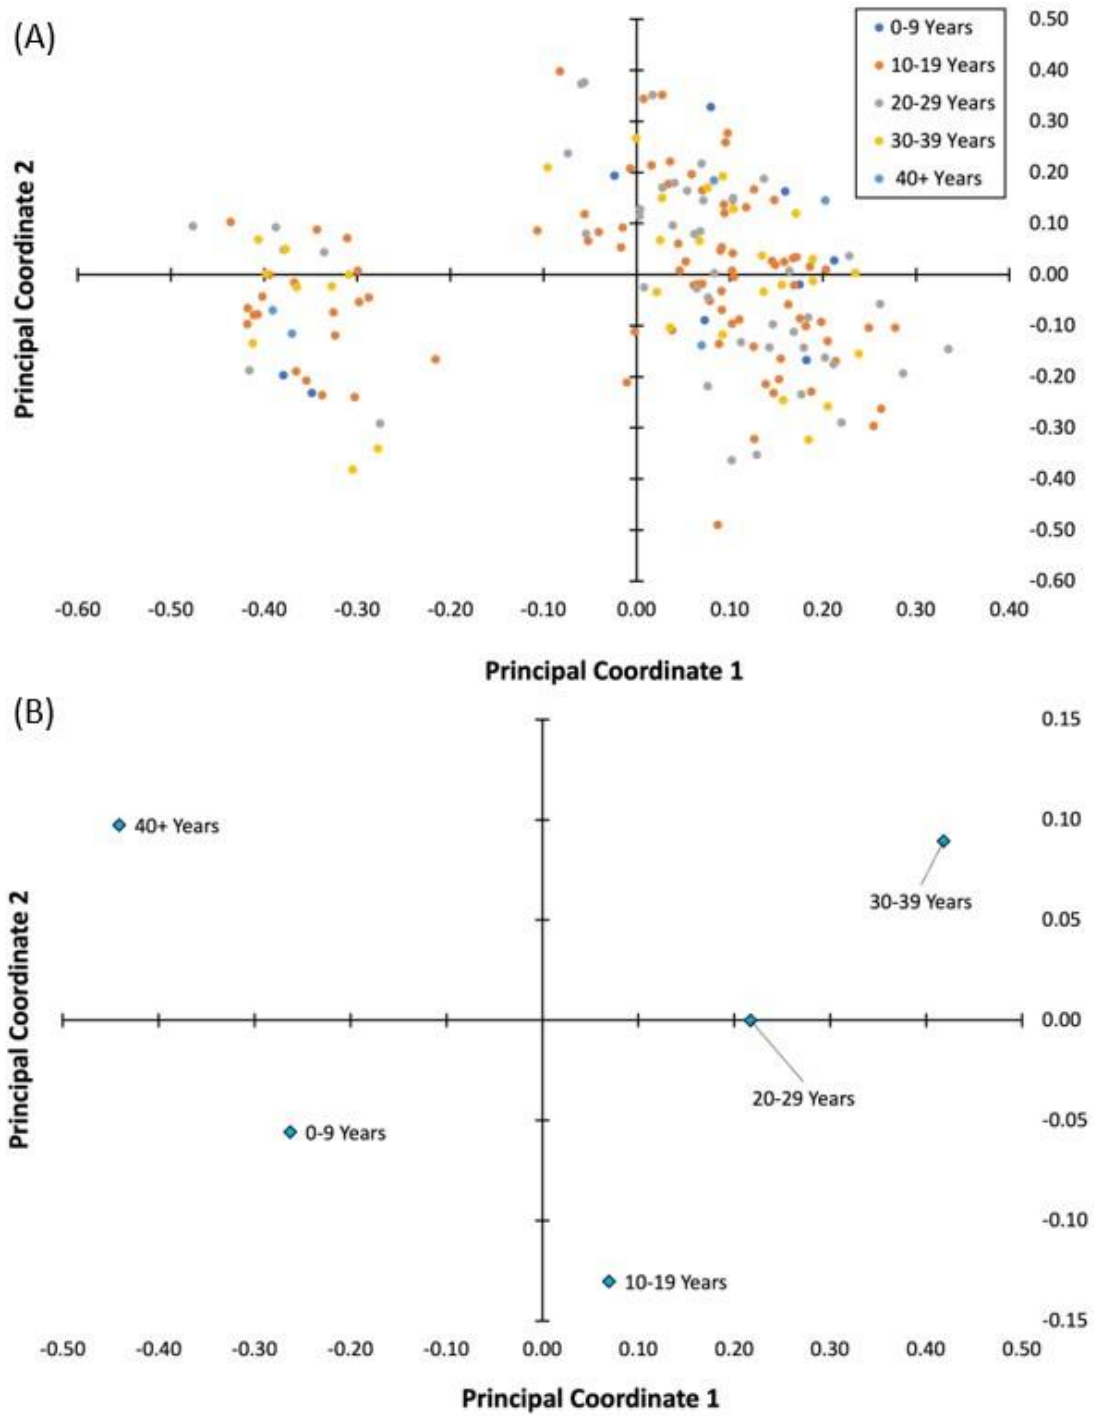 (A)
0-9 Years
10-19 Years
20-29 Years
30-39 Years
40+ Years
0.50
0.40
0.30
0.20
0.10
0.00
-0.10
-0.20
-0.30
-0.40
-0.50
-0.60
Principal Coordinate 2
-0.60 -0.50 -0.40 -0.30 -0.20 -0.10 0.00 0.10 0.20 0.30 0.40
Principal Coordinate 1
(B)
0.15
0.10
0.05
0.00
-0.05
-0.10
-0.15
Principal Coordinate 2
40+ Years
30-39 Years
20-29 Years
0-9 Years
10-19 Years
-0.50 -0.40 -0.30 -0.20 -0.10 0.00 0.10 0.20 0.30 0.40 0.50
Principal Coordinate 1